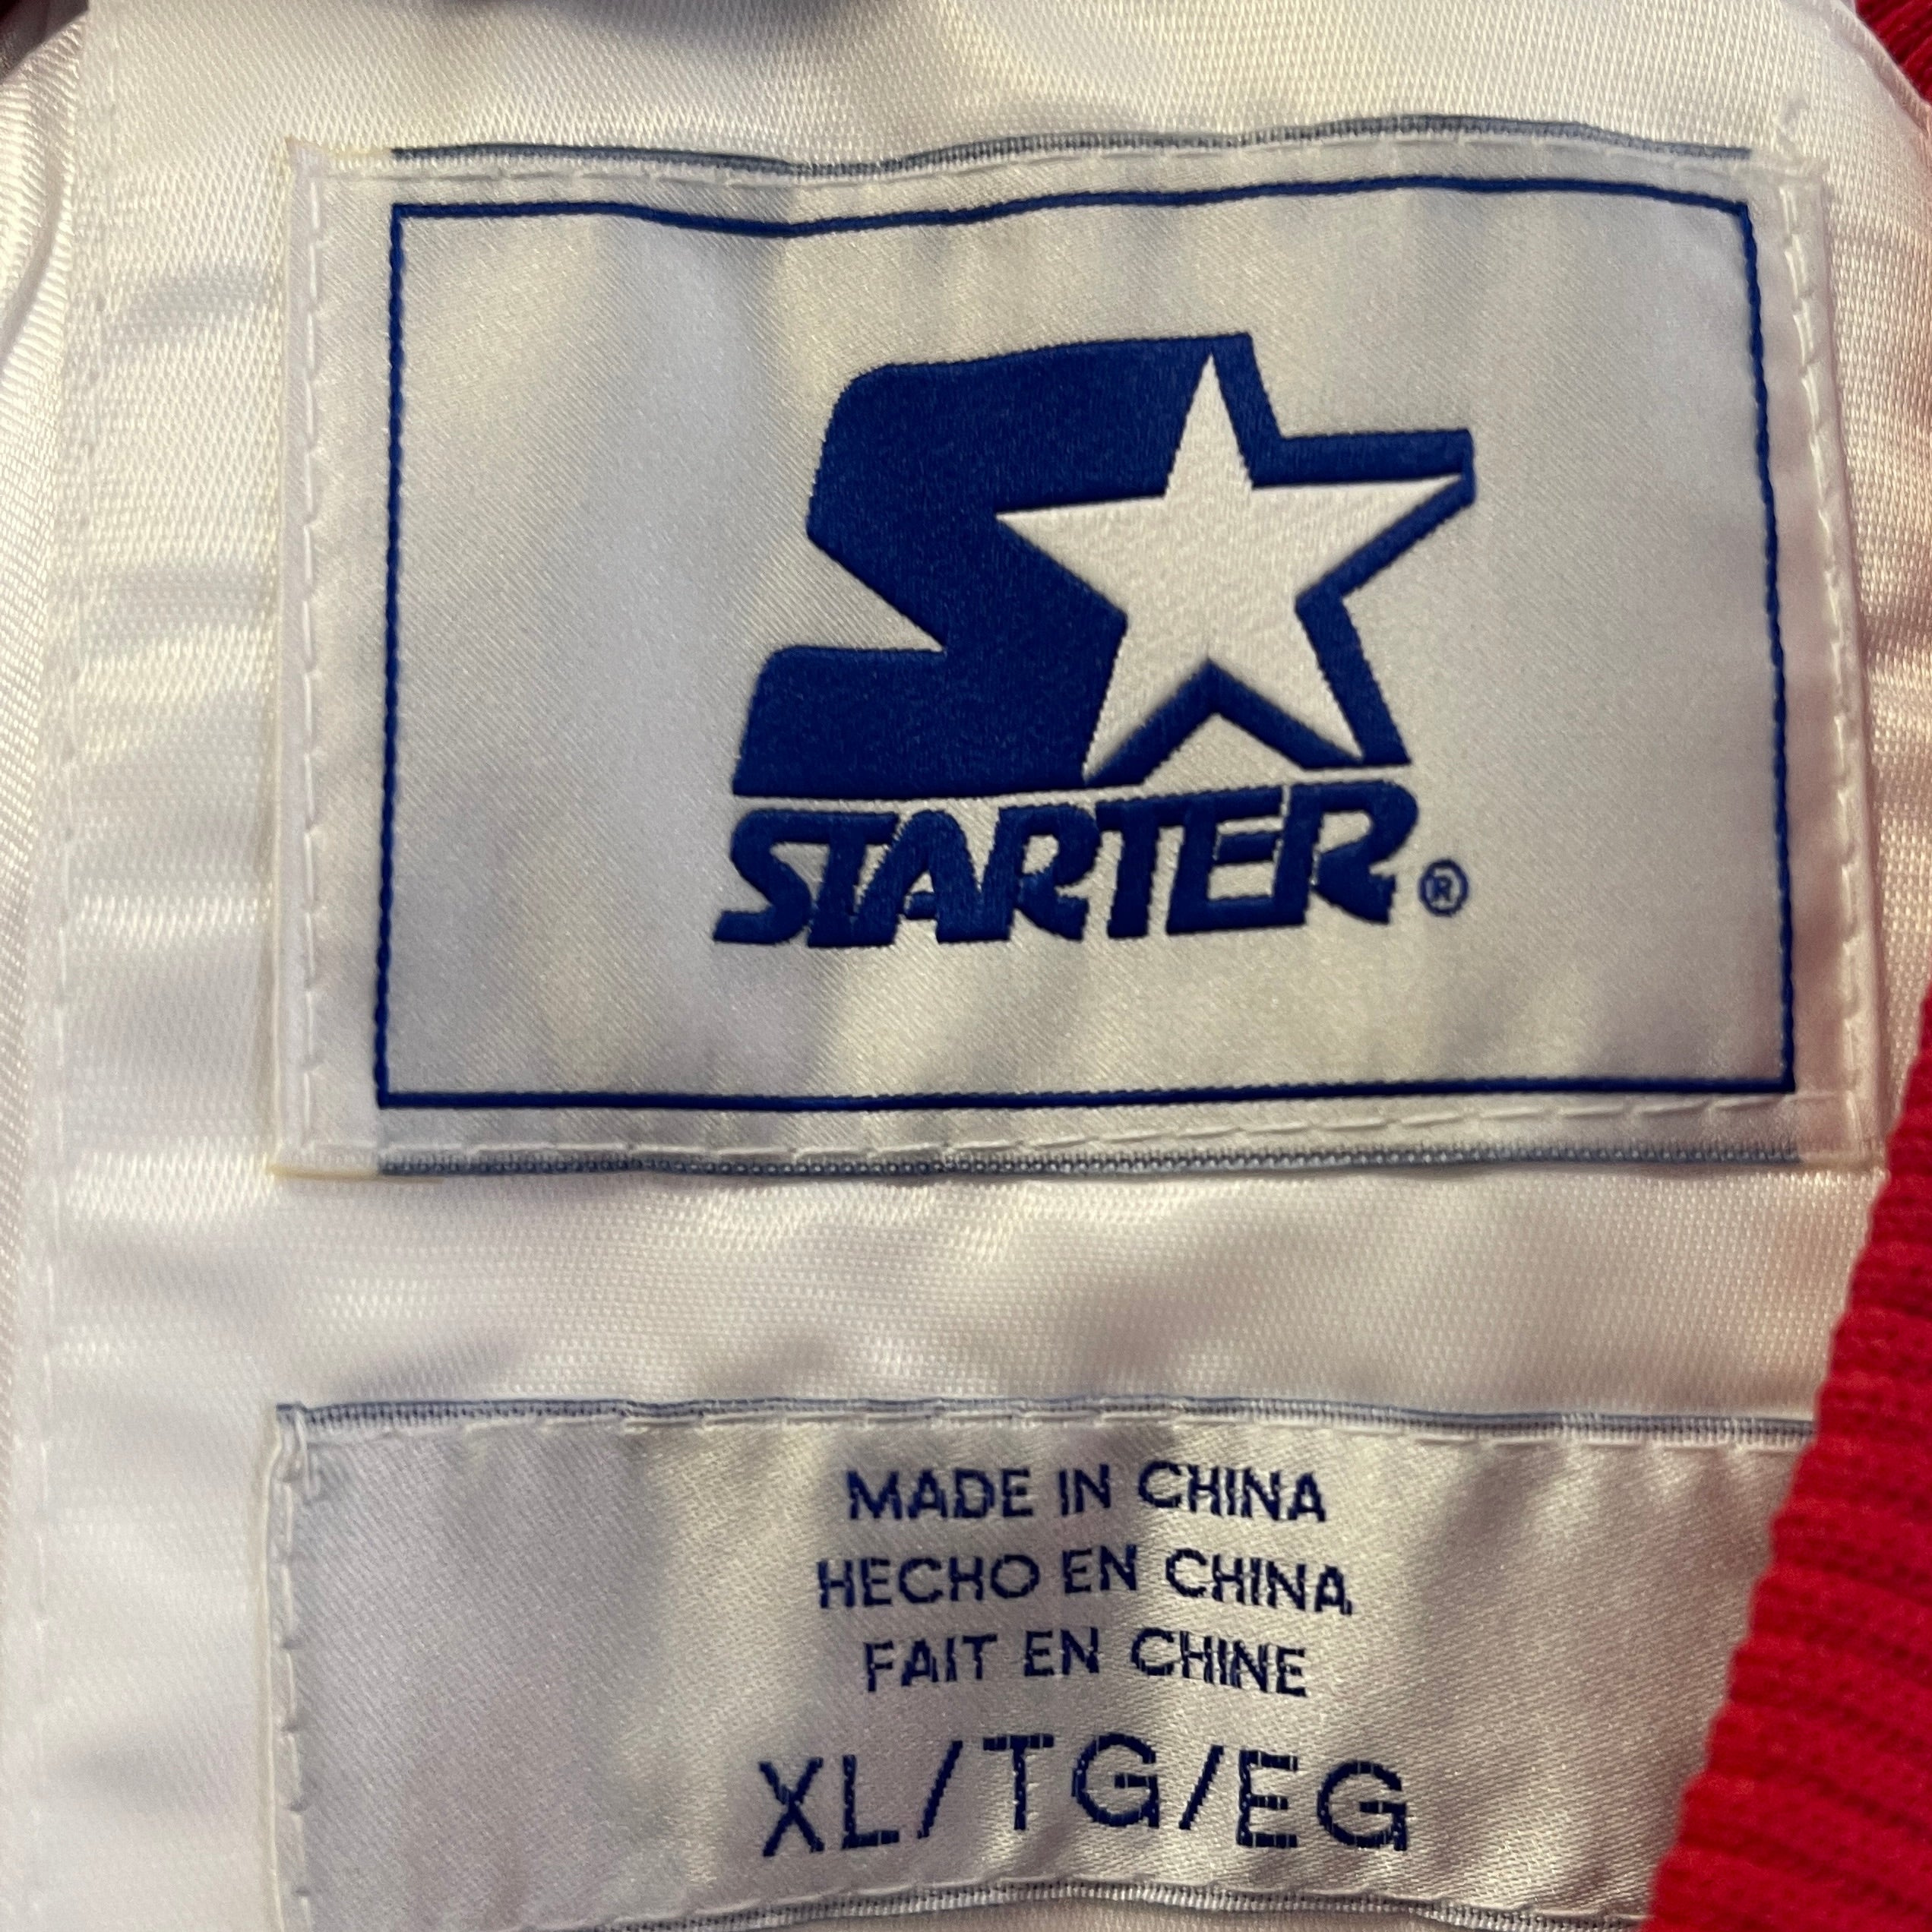 STARTER®
MADE IN CHINA
HECHO EN CHINA
FAIT EN CHINE
XL/TG/EG